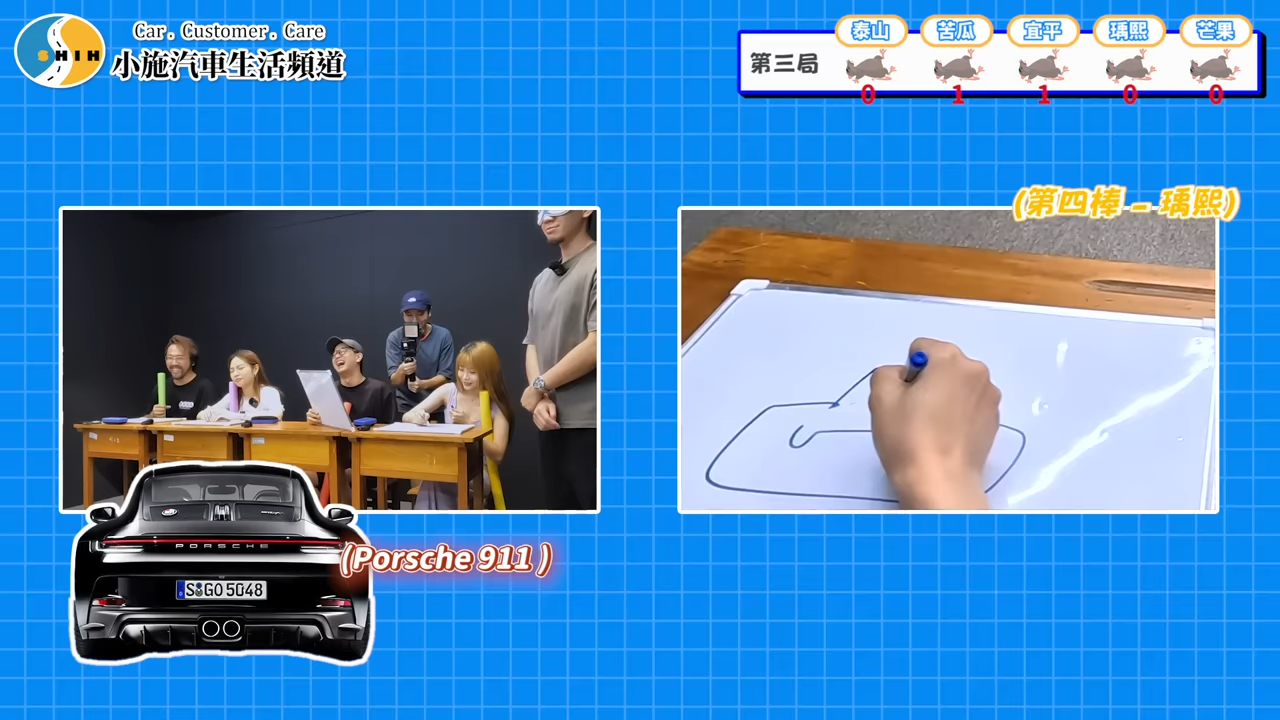 SHIH
Car . Customer . Care
小施汽車生活頻道
第三局
泰山
苦瓜
宜平
瑀熙
芒果
0
1
1
0
0
(第四棒 - 瑀熙)
PORSCHE
S GO 5048
(Porsche 911 )